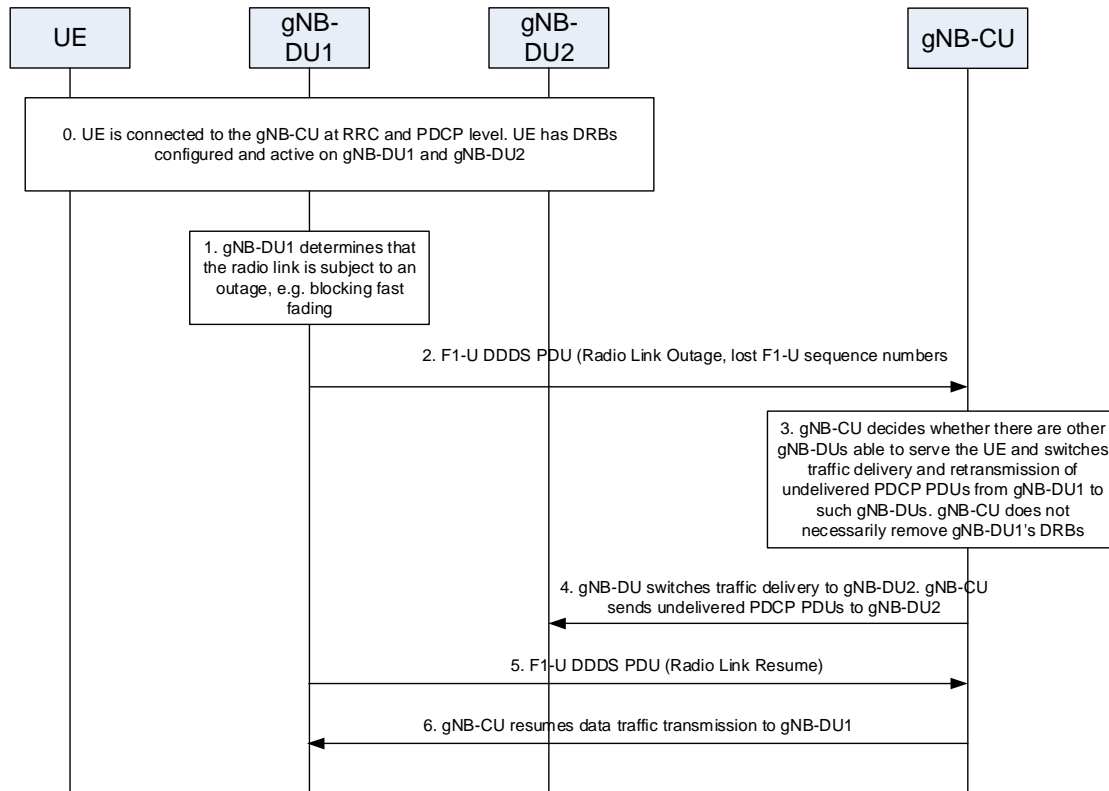 UE
gNB-
DU1
gNB-
DU2
gNB-CU
0. UE is connected to the gNB-CU at RRC and PDCP level. UE has DRBs
configured and active on gNB-DU1 and gNB-DU2
1. gNB-DU1 determines that
the radio link is subject to an
outage, e.g. blocking fast
fading
2. F1-U DDDS PDU (Radio Link Outage, lost F1-U sequence numbers
3. gNB-CU decides whether there are other
gNB-DUs able to serve the UE and switches
traffic delivery and retransmission of
undelivered PDCP PDUs from gNB-DU1 to
such gNB-DUs. gNB-CU does not
necessarily remove gNB-DU1's DRBs
4. gNB-DU switches traffic delivery to gNB-DU2. gNB-CU
sends undelivered PDCP PDUs to gNB-DU2
5. F1-U DDDS PDU (Radio Link Resume)
6. gNB-CU resumes data traffic transmission to gNB-DU1